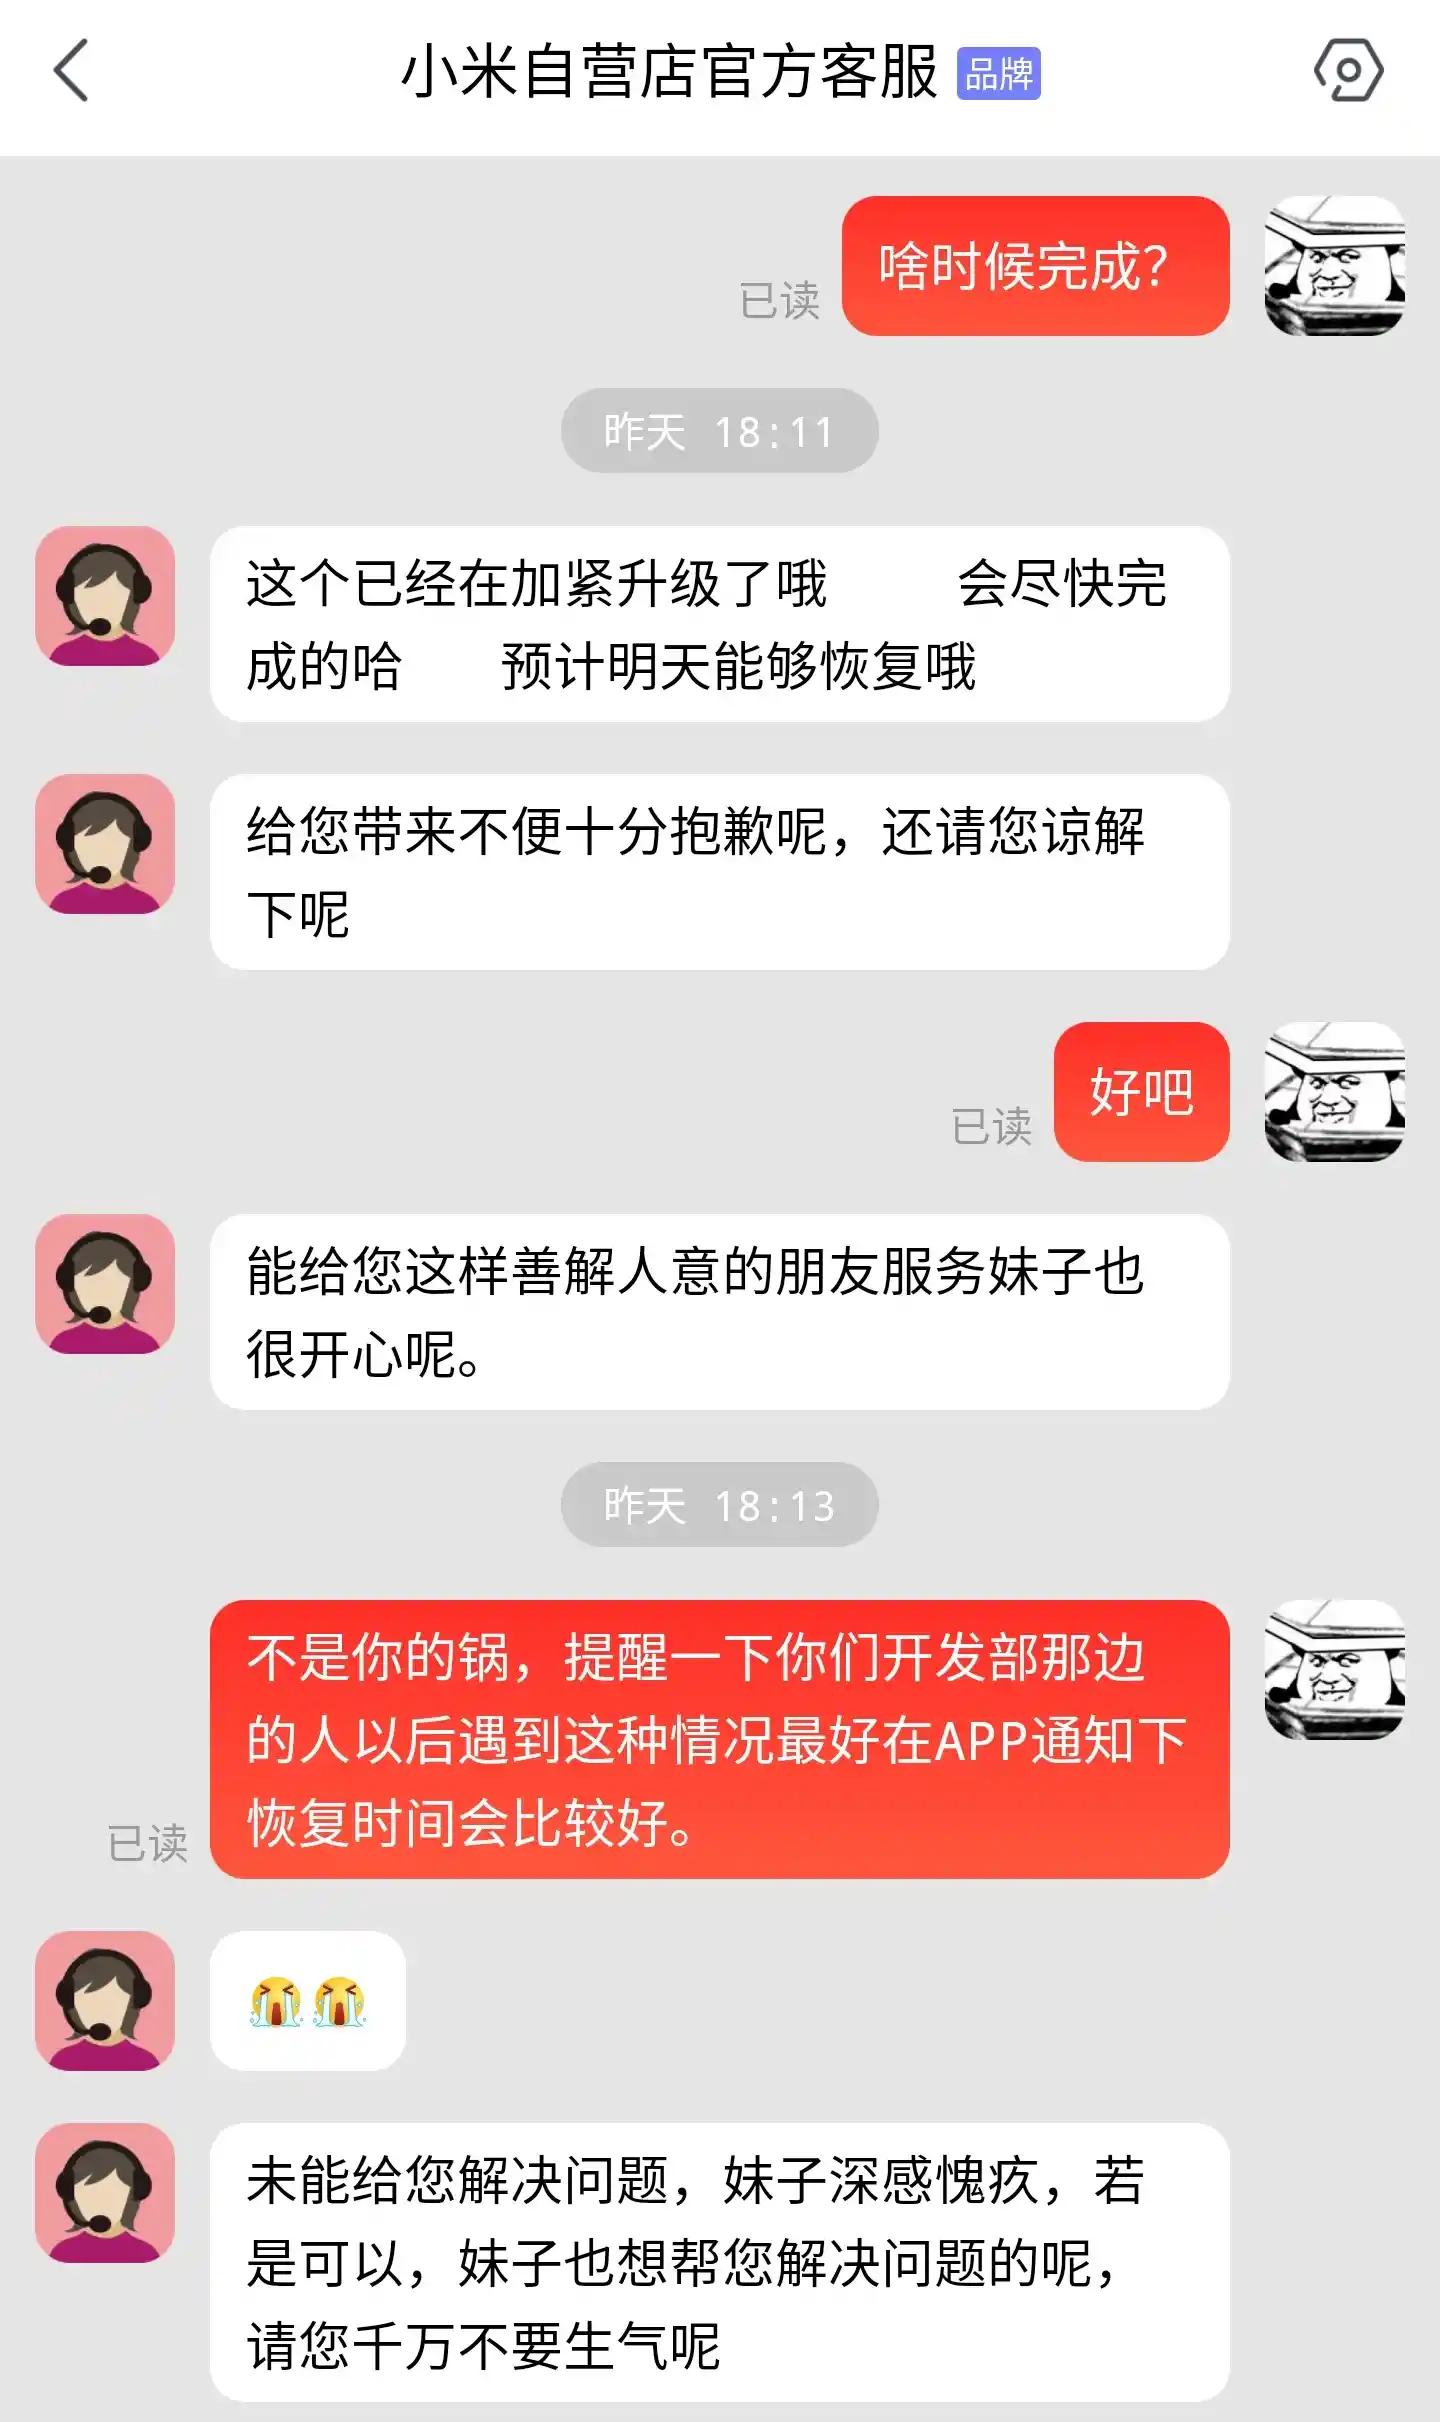 小米自营店官方客服 品牌
啥时候完成？
已读
昨天 18:11
这个已经在加紧升级了哦 会尽快完
成的哈 预计明天能够恢复哦
给您带来不便十分抱歉呢，还请您谅解
下呢
好吧
已读
能给您这样善解人意的朋友服务妹子也
很开心呢。
昨天 18:13
不是你的锅，提醒一下你们开发部那边
的人以后遇到这种情况最好在APP通知下
恢复时间会比较好。
已读
未能给您解决问题，妹子深感愧疚，若
是可以，妹子也想帮您解决问题的呢，
请您千万不要生气呢